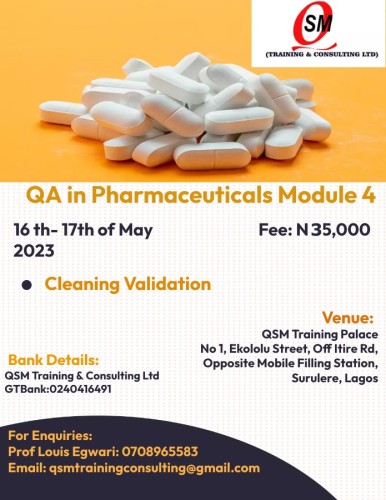 QSM
(TRAINING & CONSULTING LTD)
QA in Pharmaceuticals Module 4
16 th- 17th of May
2023
Fee: N35,000
Cleaning Validation
Venue:
QSM Training Palace
No 1, Ekololu Street, Off Itire Rd,
Opposite Mobile Filling Station,
Surulere, Lagos
Bank Details:
QSM Training & Consulting Ltd
GTBank:0240416491
For Enquiries:
Prof Louis Egwari: 0708965583
Email: qsmtrainingconsulting@gmail.com